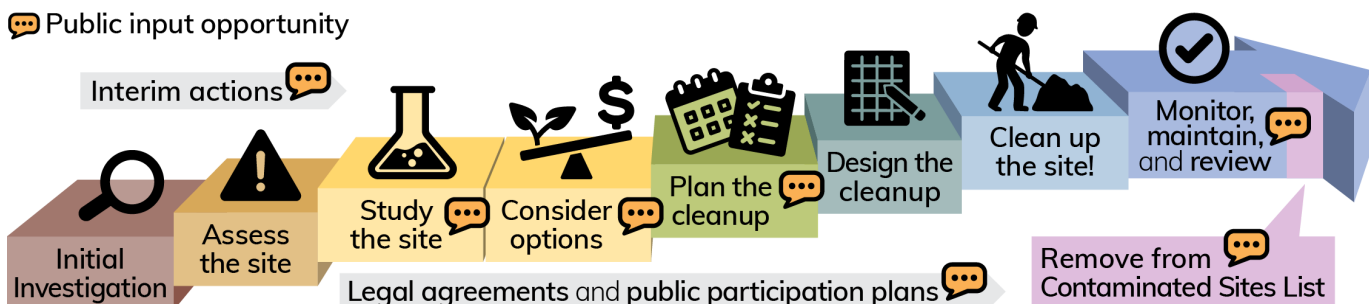 Public input opportunity
Interim actions
Initial
Investigation
Assess
the site
Study
the site
Consider
options
Plan the
cleanup
Design the
cleanup
Clean up
the site!
Monitor,
maintain,
and review
Legal agreements and public participation plans
Remove from
Contaminated Sites List